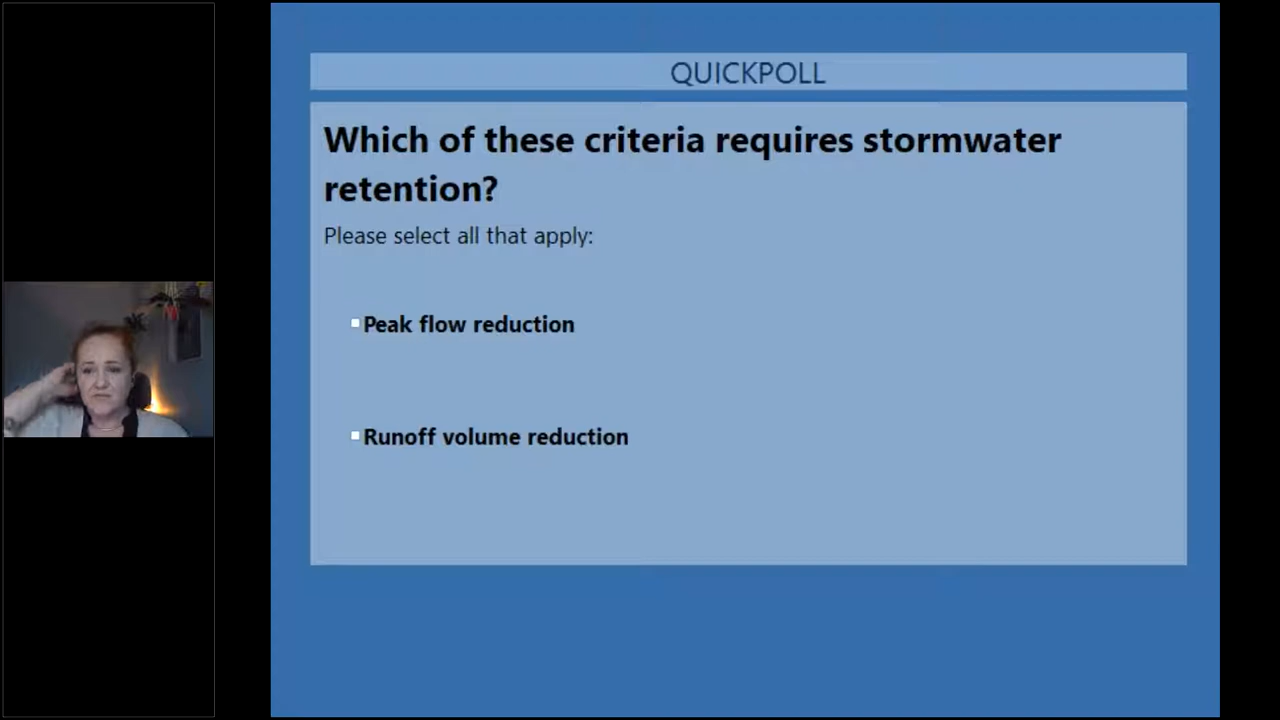 QUICKPOLL
Which of these criteria requires stormwater
retention?
Please select all that apply:
Peak flow reduction
Runoff volume reduction